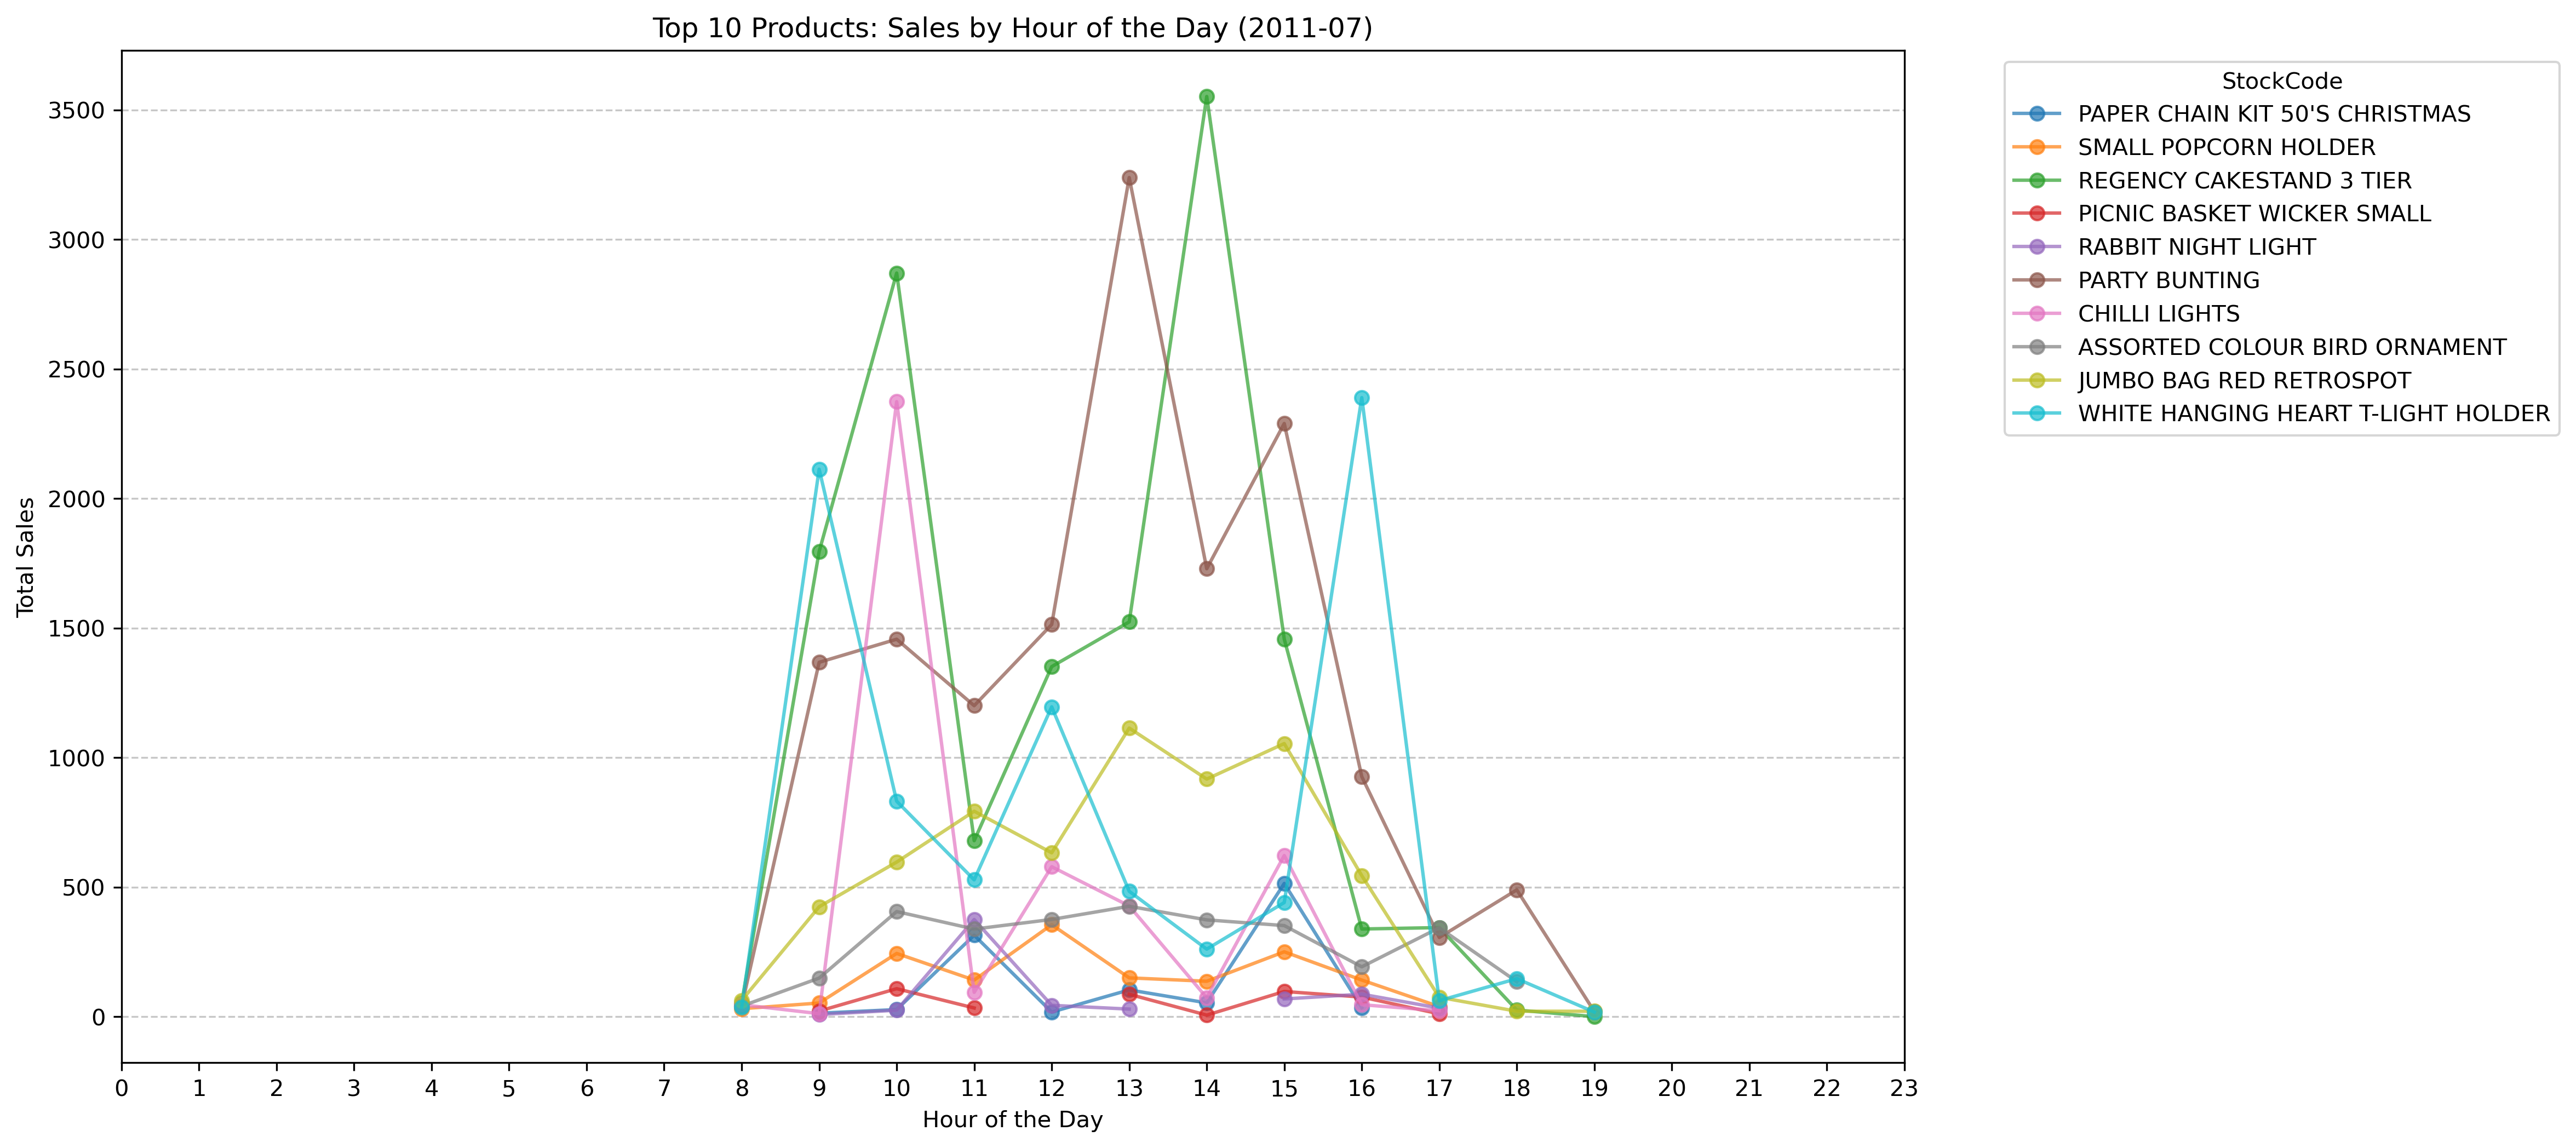 Top 10 Products: Sales by Hour of the Day (2011-07)
StockCode
PAPER CHAIN KIT 50'S CHRISTMAS
SMALL POPCORN HOLDER
REGENCY CAKESTAND 3 TIER
PICNIC BASKET WICKER SMALL
RABBIT NIGHT LIGHT
PARTY BUNTING
CHILLI LIGHTS
ASSORTED COLOUR BIRD ORNAMENT
JUMBO BAG RED RETROSPOT
WHITE HANGING HEART T-LIGHT HOLDER
Total Sales
3500
3000
2500
2000
1500
1000
500
0
0 1 2 3 4 5 6 7 8 9 10 11 12 13 14 15 16 17 18 19 20 21 22 23
Hour of the Day